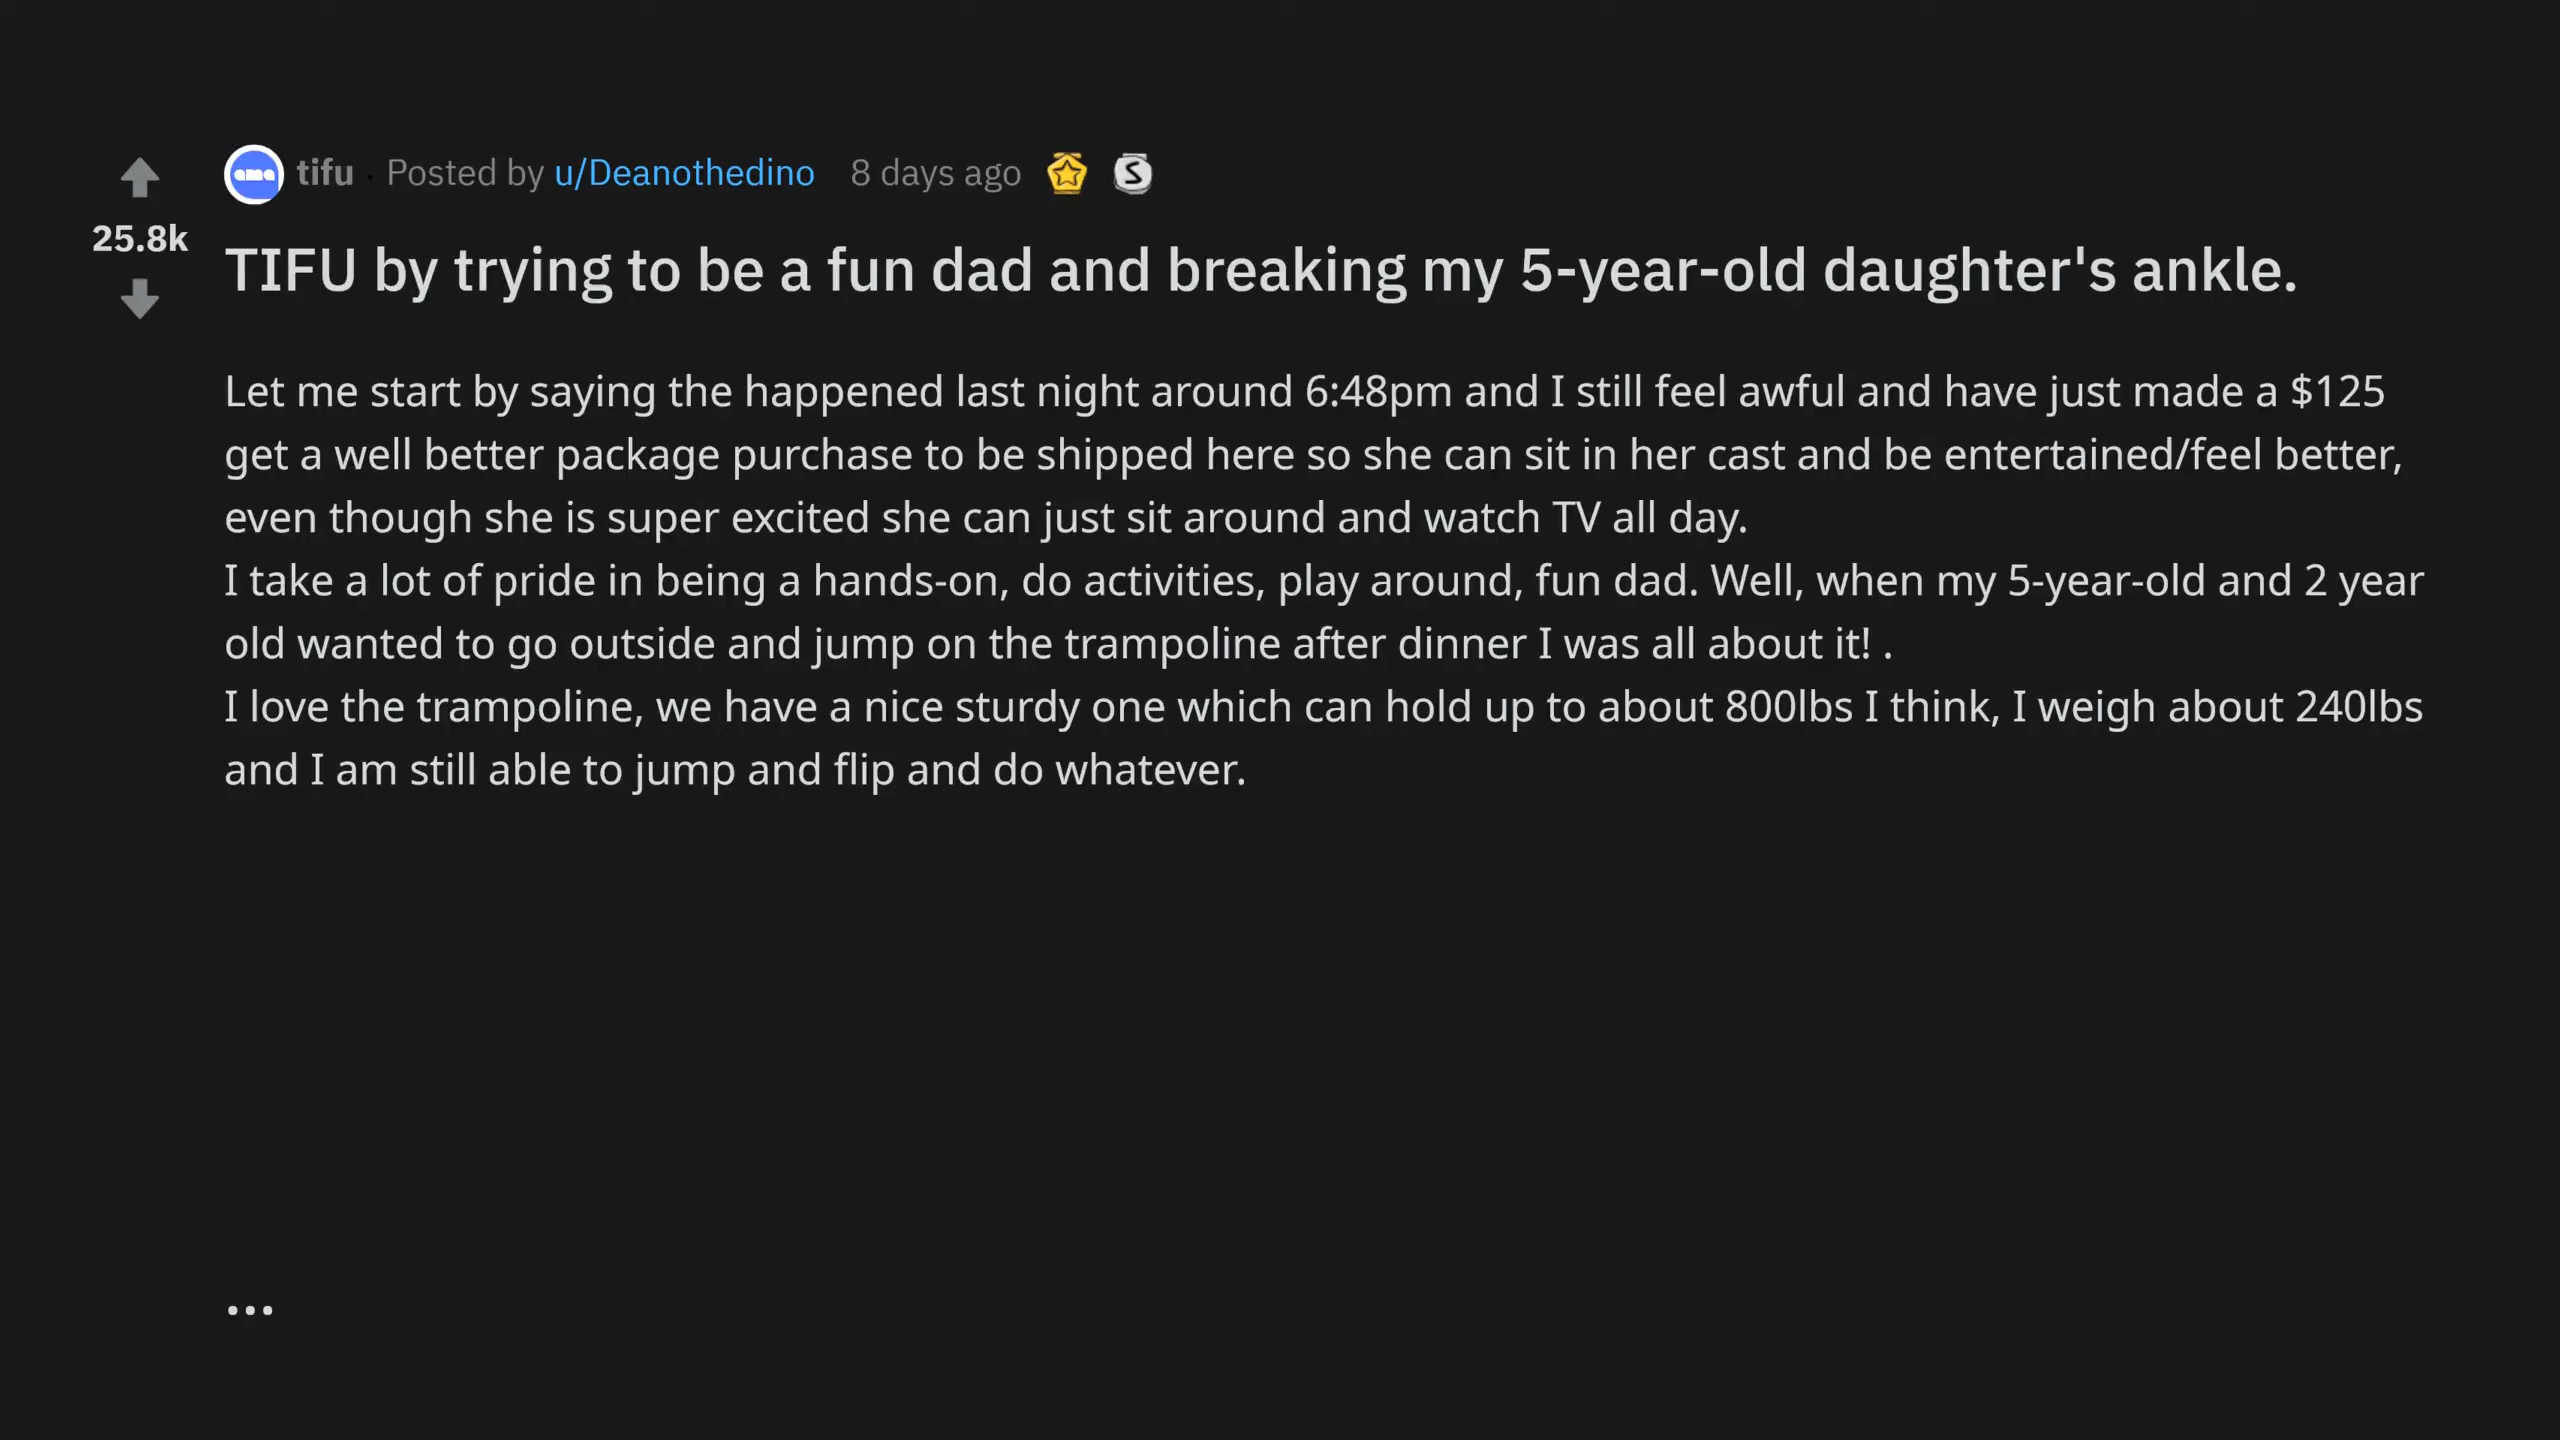 ama tifu · Posted by u/Deanothedino 8 days ago S
25.8k
TIFU by trying to be a fun dad and breaking my 5-year-old daughter's ankle.
Let me start by saying the happened last night around 6:48pm and I still feel awful and have just made a $125
get a well better package purchase to be shipped here so she can sit in her cast and be entertained/feel better,
even though she is super excited she can just sit around and watch TV all day.
I take a lot of pride in being a hands-on, do activities, play around, fun dad. Well, when my 5-year-old and 2 year
old wanted to go outside and jump on the trampoline after dinner I was all about it! .
I love the trampoline, we have a nice sturdy one which can hold up to about 800lbs I think, I weigh about 240lbs
and I am still able to jump and flip and do whatever.
...